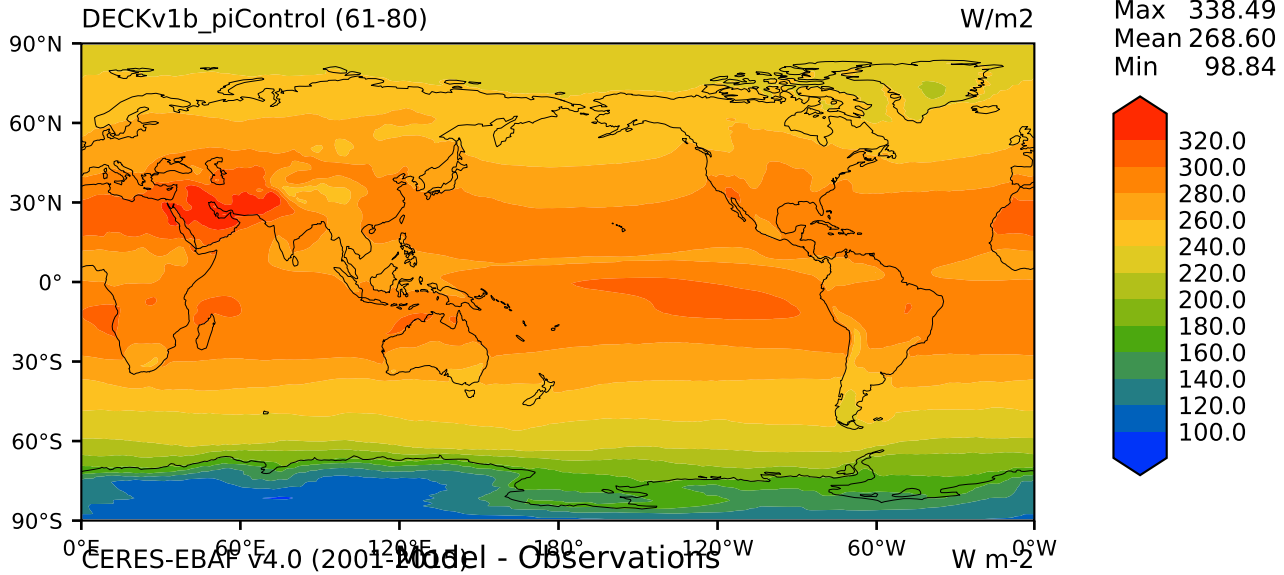 DECKv1b_piControl (61-80) W/m2
Max 338.49
Mean 268.60
Min 98.84
90°N
60°N
30°N
0°
30°S
60°S
90°S
0°E 60°E 120°E 180° 120°W 60°W 0°W
320.0
300.0
280.0
260.0
240.0
220.0
200.0
180.0
160.0
140.0
120.0
100.0
CERES-EBAF v4.0 (2001- Model - Observations W m-2